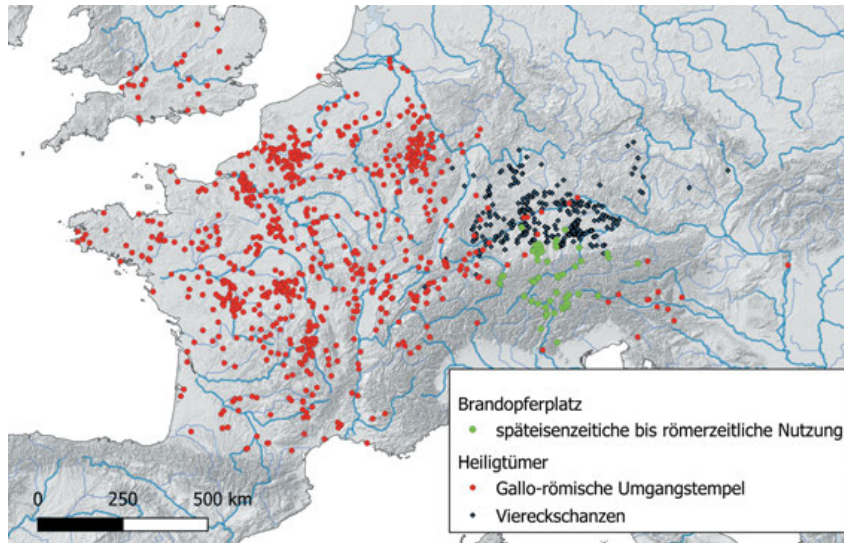 Brandopferplatz
späteisenzeitiche bis römerzeitliche Nutzung
Heiligtümer
Gallo-römische Umgangstempel
Viereckschanzen
0 250 500 km